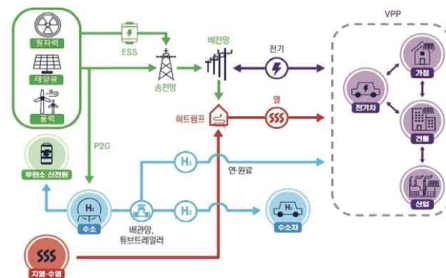 원자력
태양광
풍력
ESS
송전망
배전망
전기
VPP
가정
전기차
건물
산업
히트펌프
열
P2G
무탄소 신전원
H₂
수소
배관망,
튜브트레일러
H₂
연·원료
H₂
H₂
수소차
지열·수열